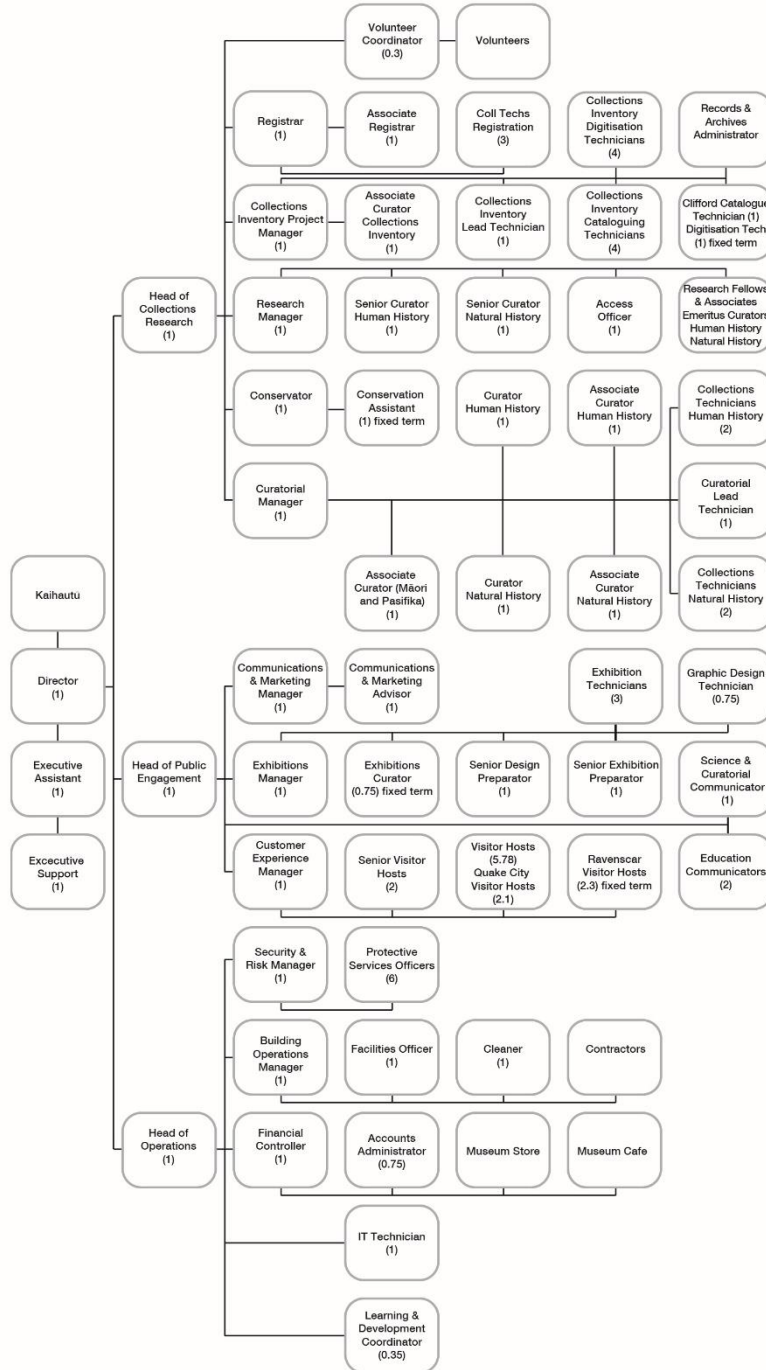 Volunteer
Coordinator
(0.3)
Volunteers
Registrar
(1)
Associate
Registrar
(1)
Coll Techs
Registration
(3)
Collections
Inventory
Digitisation
Technicians
(4)
Records &
Archives
Administrator
Collections
Inventory Project
Manager
(1)
Associate
Curator
Collections
Inventory
(1)
Collections
Inventory
Lead Technician
(1)
Collections
Inventory
Cataloguing
Technicians
(4)
Clifford Catalogue
Technician (1)
Digitisation Tech
(1) fixed term
Head of
Collections
Research
(1)
Research
Manager
(1)
Senior Curator
Human History
(1)
Senior Curator
Natural History
(1)
Access
Officer
(1)
Research Fellows
& Associates
Emeritus Curators
Human History
Natural History
Conservator
(1)
Conservation
Assistant
(1) fixed term
Curator
Human History
(1)
Associate
Curator
Human History
(1)
Collections
Technicians
Human History
(2)
Curatorial
Manager
(1)
Curatorial
Lead
Technician
(1)
Kaihautū
Associate
Curator (Māori
and Pasifika)
(1)
Curator
Natural History
(1)
Associate
Curator
Natural History
(1)
Collections
Technicians
Natural History
(2)
Director
(1)
Communications
& Marketing
Manager
(1)
Communications
& Marketing
Advisor
(1)
Exhibition
Technicians
(3)
Graphic Design
Technician
(0.75)
Executive
Assistant
(1)
Head of Public
Engagement
(1)
Exhibitions
Manager
(1)
Exhibitions
Curator
(0.75) fixed term
Senior Design
Preparator
(1)
Senior Exhibition
Preparator
(1)
Science &
Curatorial
Communicator
(1)
Excecutive
Support
(1)
Customer
Experience
Manager
(1)
Senior Visitor
Hosts
(2)
Visitor Hosts
(5.78)
Quake City
Visitor Hosts
(2.1)
Ravenscar
Visitor Hosts
(2.3) fixed term
Education
Communicators
(2)
Security &
Risk Manager
(1)
Protective
Services Officers
(6)
Building
Operations
Manager
(1)
Facilities Officer
(1)
Cleaner
(1)
Contractors
Head of
Operations
(1)
Financial
Controller
(1)
Accounts
Administrator
(0.75)
Museum Store
Museum Cafe
IT Technician
(1)
Learning &
Development
Coordinator
(0.35)